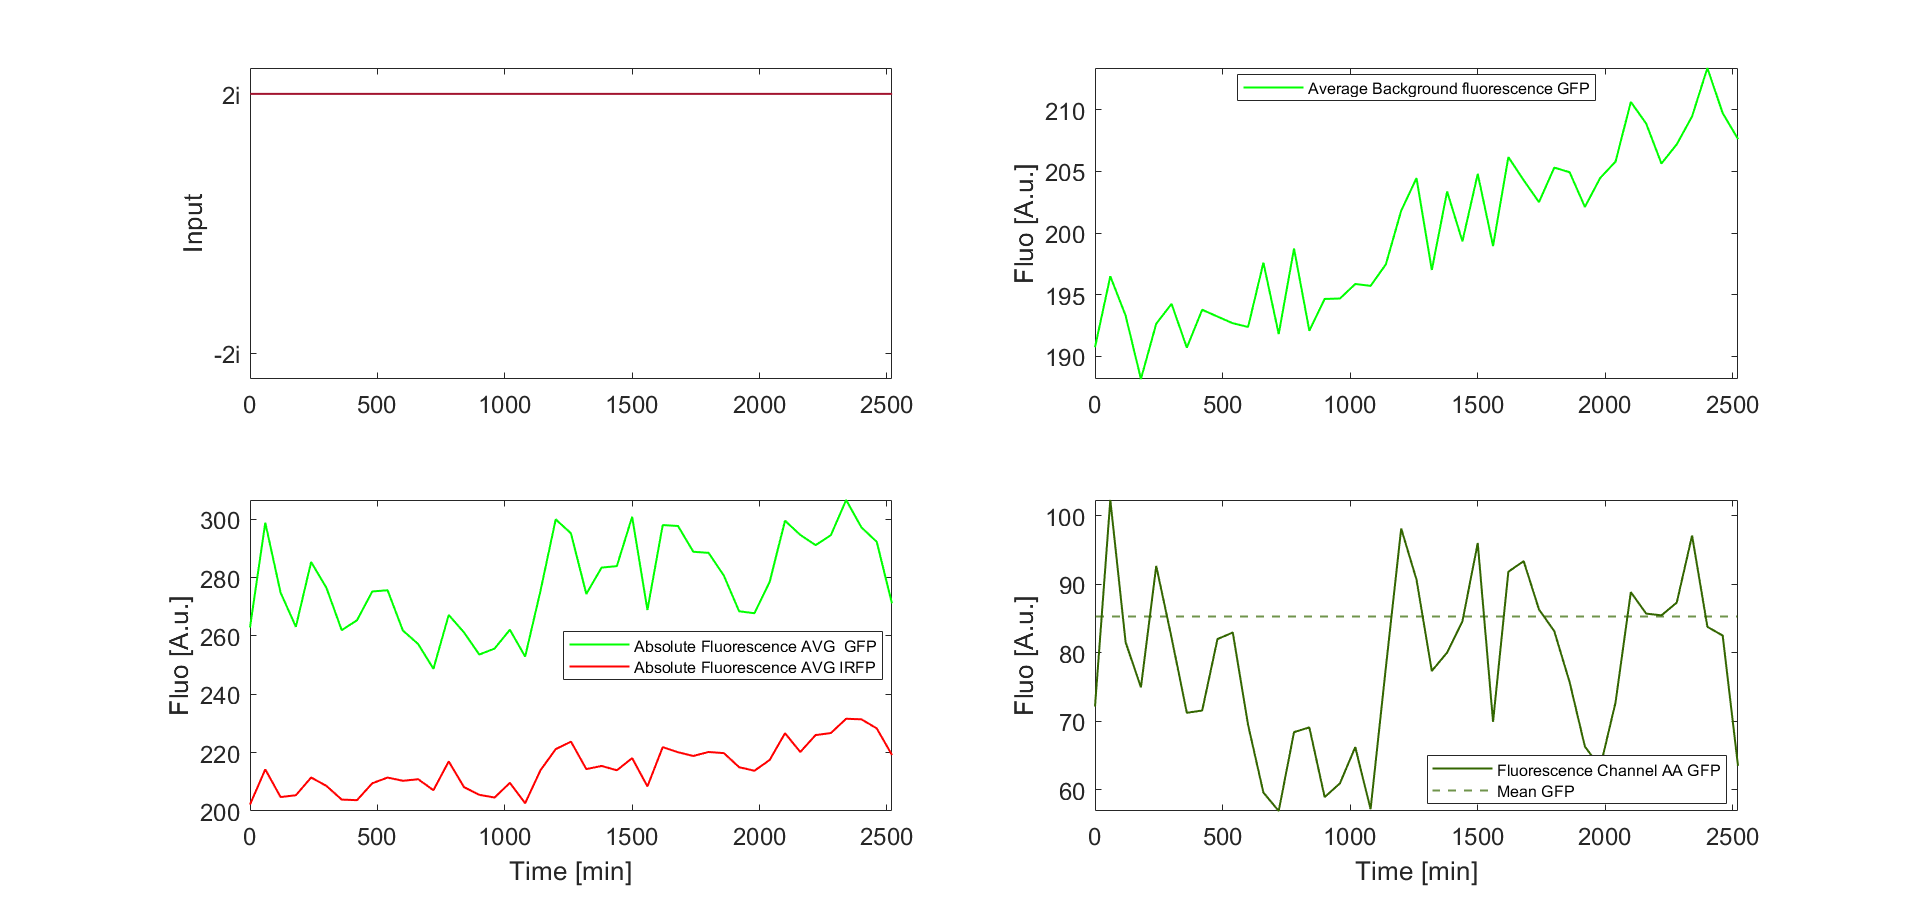 2i
-2i
Input
0 500 1000 1500 2000 2500
Average Background fluorescence GFP
210
205
200
195
190
Fluo [A.u.]
0 500 1000 1500 2000 2500
300
280
260
240
220
200
Fluo [A.u.]
Absolute Fluorescence AVG  GFP
Absolute Fluorescence AVG IRFP
0 500 1000 1500 2000 2500
Time [min]
100
90
80
70
60
Fluo [A.u.]
Fluorescence Channel AA GFP
Mean GFP
0 500 1000 1500 2000 2500
Time [min]